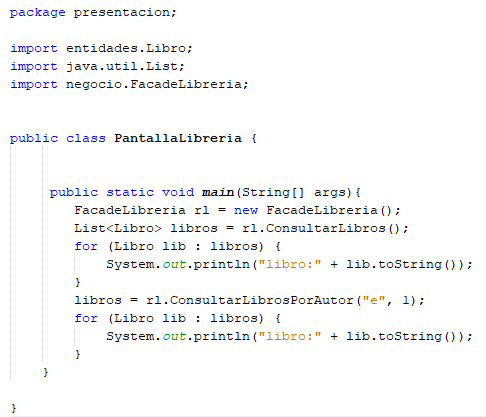 package presentacion;
import entidades.Libro;
import java.util.List;
import negocio.FacadeLibreria;
public class PantallaLibreria {
public static void main(String[] args){
FacadeLibreria rl = new FacadeLibreria();
List<Libro> libros = rl.ConsultarLibros();
for (Libro lib : libros) {
System.out.println("libro:" + lib.toString());
}
libros = rl.ConsultarLibrosPorAutor("e", 1);
for (Libro lib : libros) {
System.out.println("libro:" + lib.toString());
}
}
}